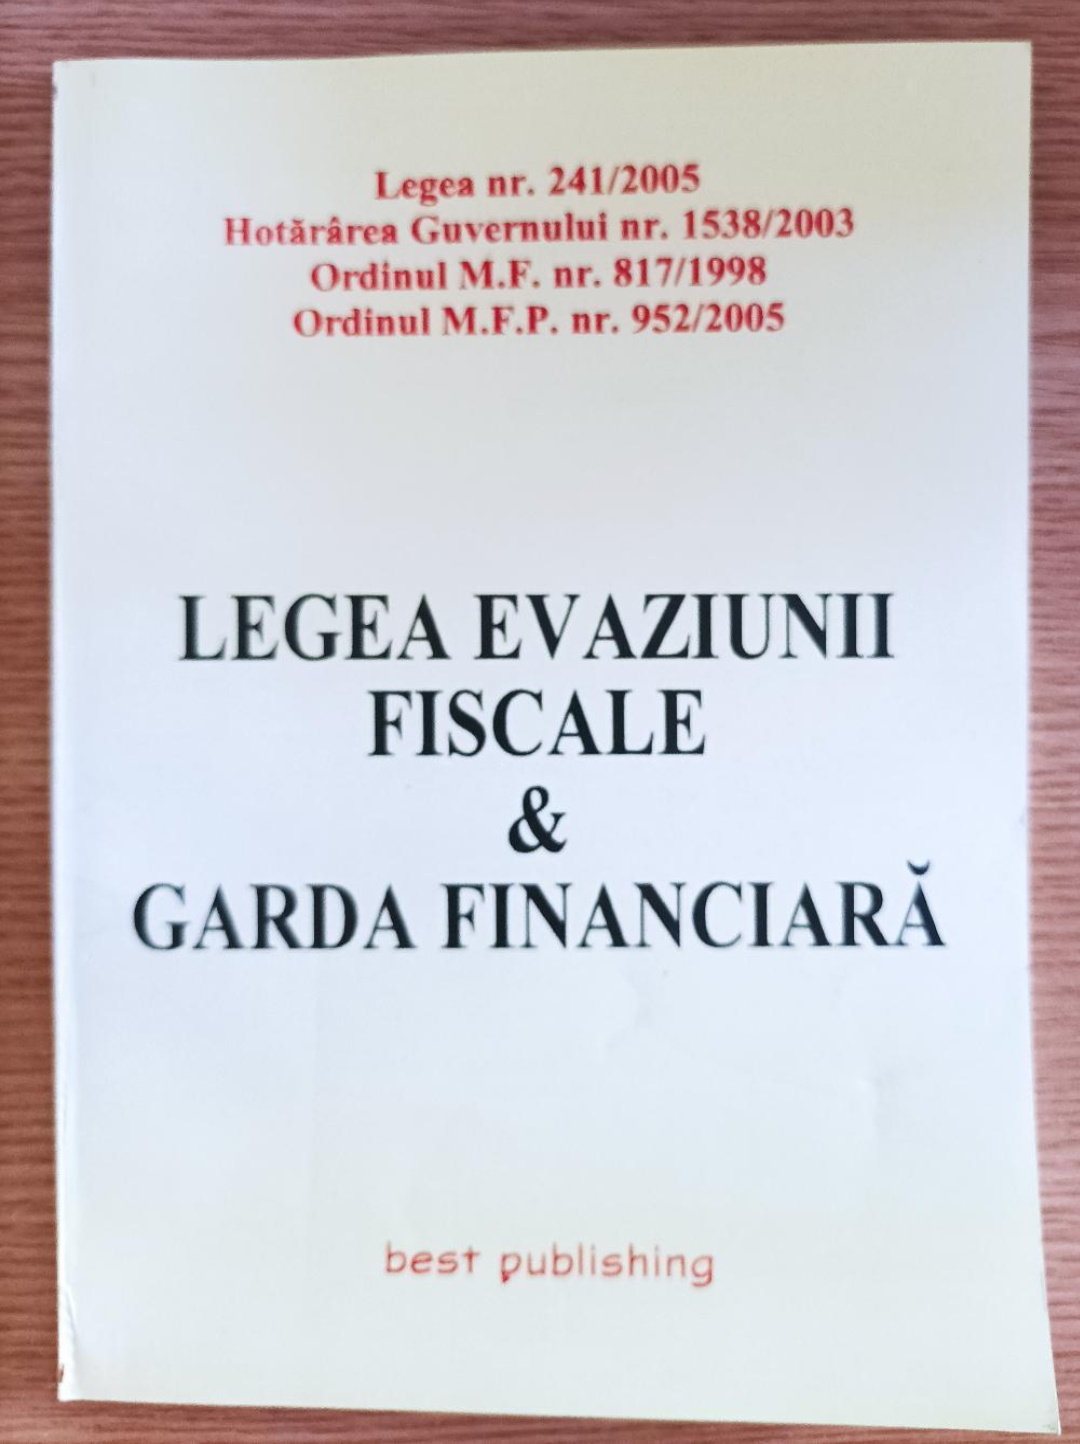 Legea nr. 241/2005
Hotărârea Guvernului nr. 1538/2003
Ordinul M.F. nr. 817/1998
Ordinul M.F.P. nr. 952/2005
LEGEA EVAZIUNII
FISCALE
&
GARDA FINANCIARĂ
best publishing